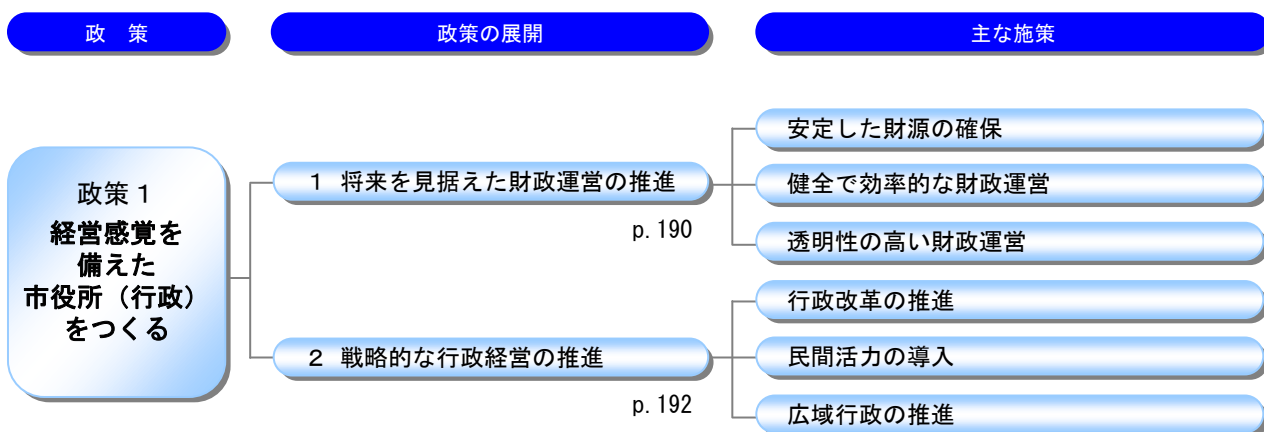 政　策
政策の展開
主な施策
政策１
経営感覚を
備えた
市役所（行政）
をつくる
１　将来を見据えた財政運営の推進
p. 190
安定した財源の確保
健全で効率的な財政運営
透明性の高い財政運営
２　戦略的な行政経営の推進
p. 192
行政改革の推進
民間活力の導入
広域行政の推進